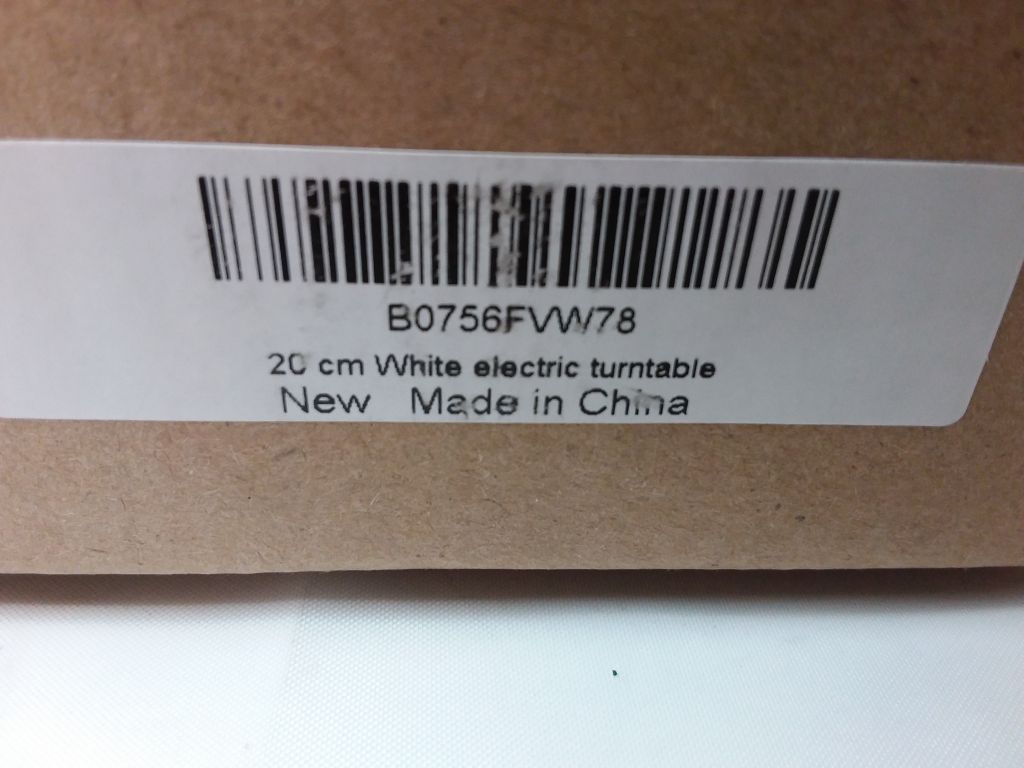 B0756FVW78
20 cm White electric turntable
New Made in China